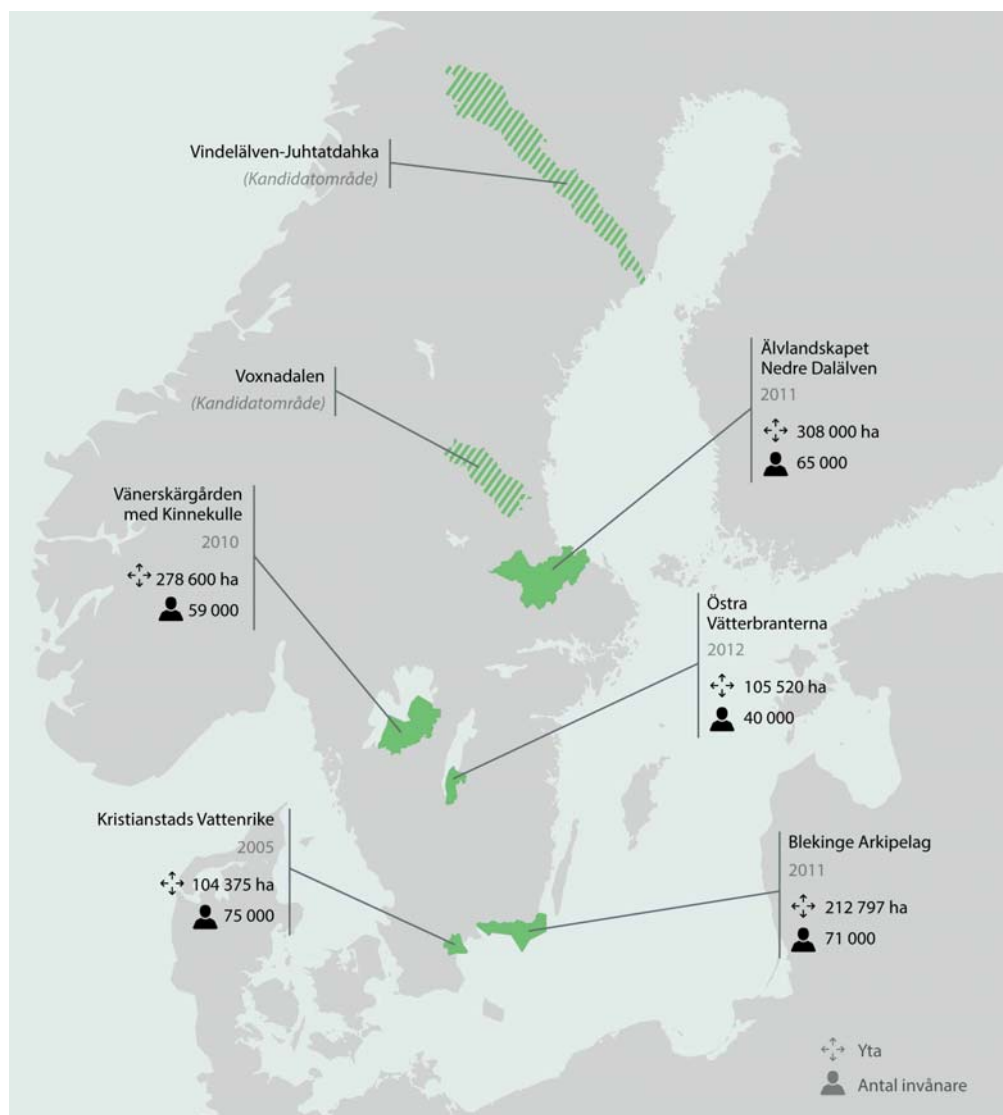 Vindelälven-Juhtatdahka
(Kandidatområde)
Voxnadalen
(Kandidatområde)
Älvlandskapet
Nedre Dalälven
2011
308 000 ha
65 000
Vänerskärgården
med Kinnekulle
2010
278 600 ha
59 000
Östra
Vätterbranterna
2012
105 520 ha
40 000
Kristianstads Vattenrike
2005
104 375 ha
75 000
Blekinge Arkipelag
2011
212 797 ha
71 000
Yta
Antal invånare